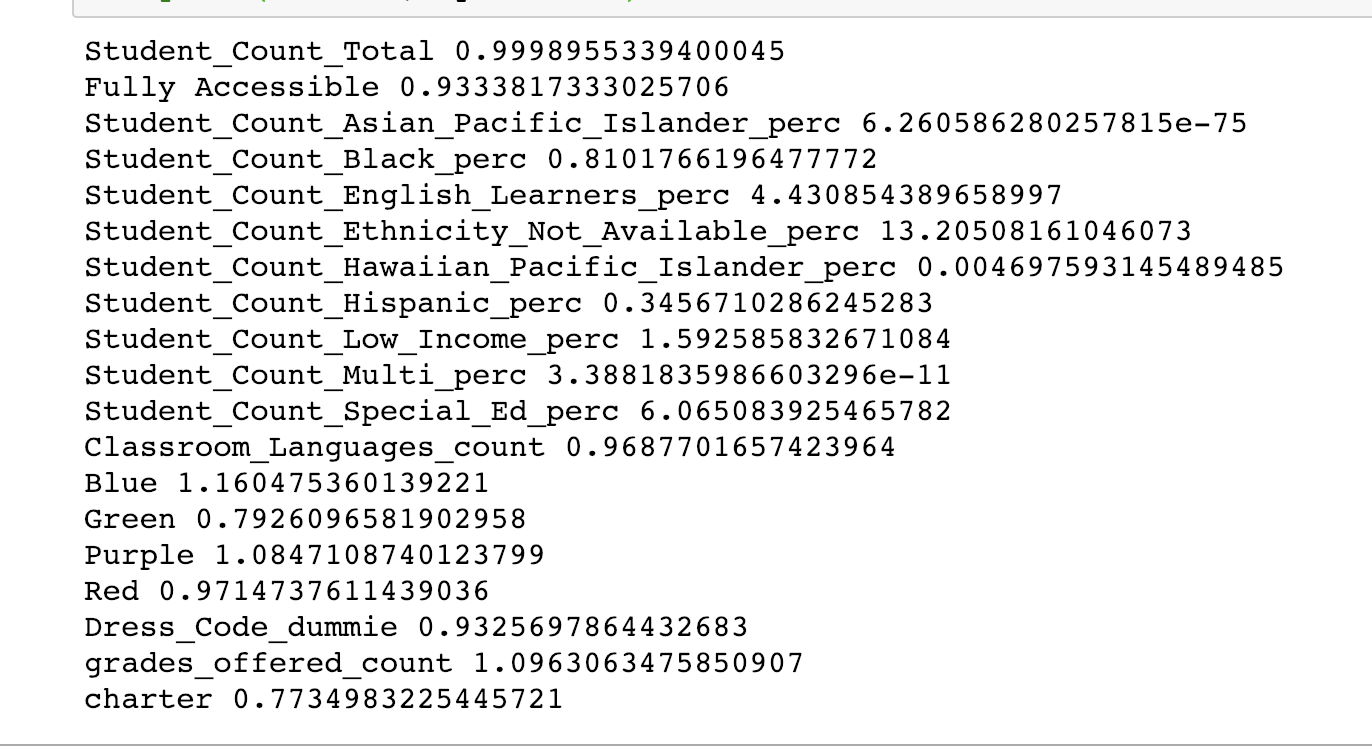 Student_Count_Total 0.9998955339400045
Fully Accessible 0.9333817333025706
Student_Count_Asian_Pacific_Islander_perc 6.260586280257815e-75
Student_Count_Black_perc 0.8101766196477772
Student_Count_English_Learners_perc 4.430854389658997
Student_Count_Ethnicity_Not_Available_perc 13.20508161046073
Student_Count_Hawaiian_Pacific_Islander_perc 0.004697593145489485
Student_Count_Hispanic_perc 0.3456710286245283
Student_Count_Low_Income_perc 1.592585832671084
Student_Count_Multi_perc 3.3881835986603296e-11
Student_Count_Special_Ed_perc 6.065083925465782
Classroom_Languages_count 0.9687701657423964
Blue 1.160475360139221
Green 0.7926096581902958
Purple 1.0847108740123799
Red 0.9714737611439036
Dress_Code_dummie 0.9325697864432683
grades_offered_count 1.0963063475850907
charter 0.7734983225445721